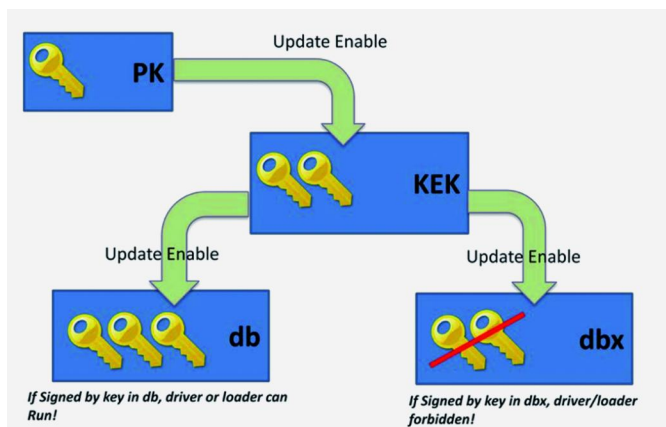 Update Enable
PK
KEK
Update Enable
Update Enable
db
dbx
If Signed by key in db, driver or loader can
Run!
If Signed by key in dbx, driver/loader
forbidden!